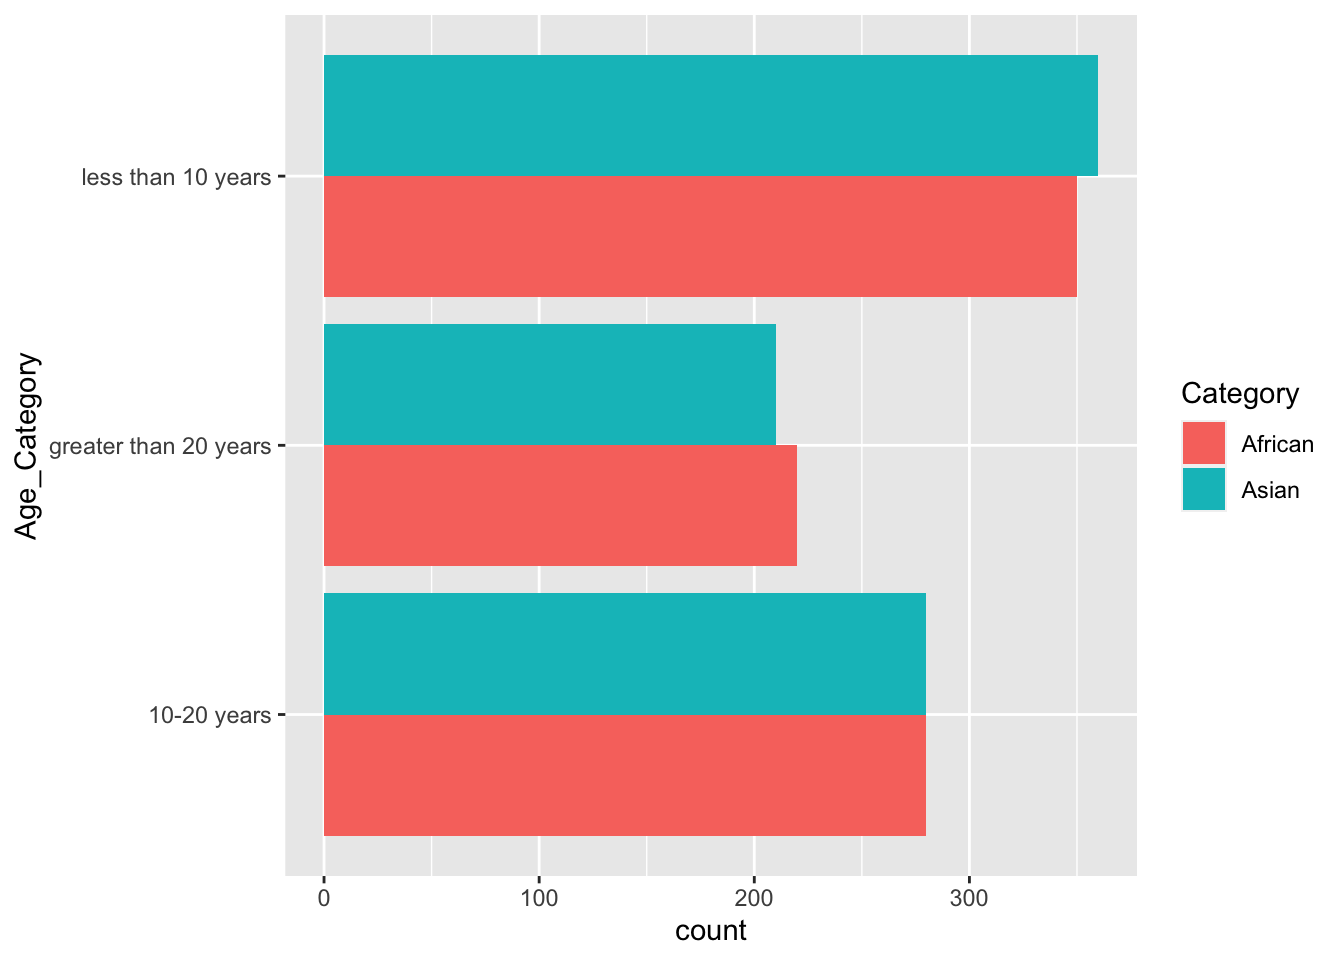 less than 10 years
greater than 20 years
10-20 years
Age_Category
0
100
200
300
count
Category
African
Asian